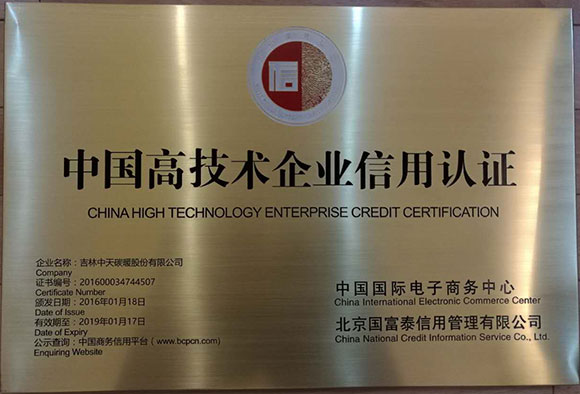 中国高技术企业信用认证
CHINA HIGH TECHNOLOGY ENTERPRISE CREDIT CERTIFICATION
企业名称：吉林中天碳暖股份有限公司
Company
证书编号：201600034744507
Certificate Number
颁发日期：2016年01月18日
Date of Issue
有效期至：2019年01月17日
Date of Expiry
公示查询：中国商务信用平台（www.bcpcn.com）
Enquiring Website
中国国际电子商务中心
China International Electronic Commerce Center
北京国富泰信用管理有限公司
China National Credit Information Service Co., Ltd.